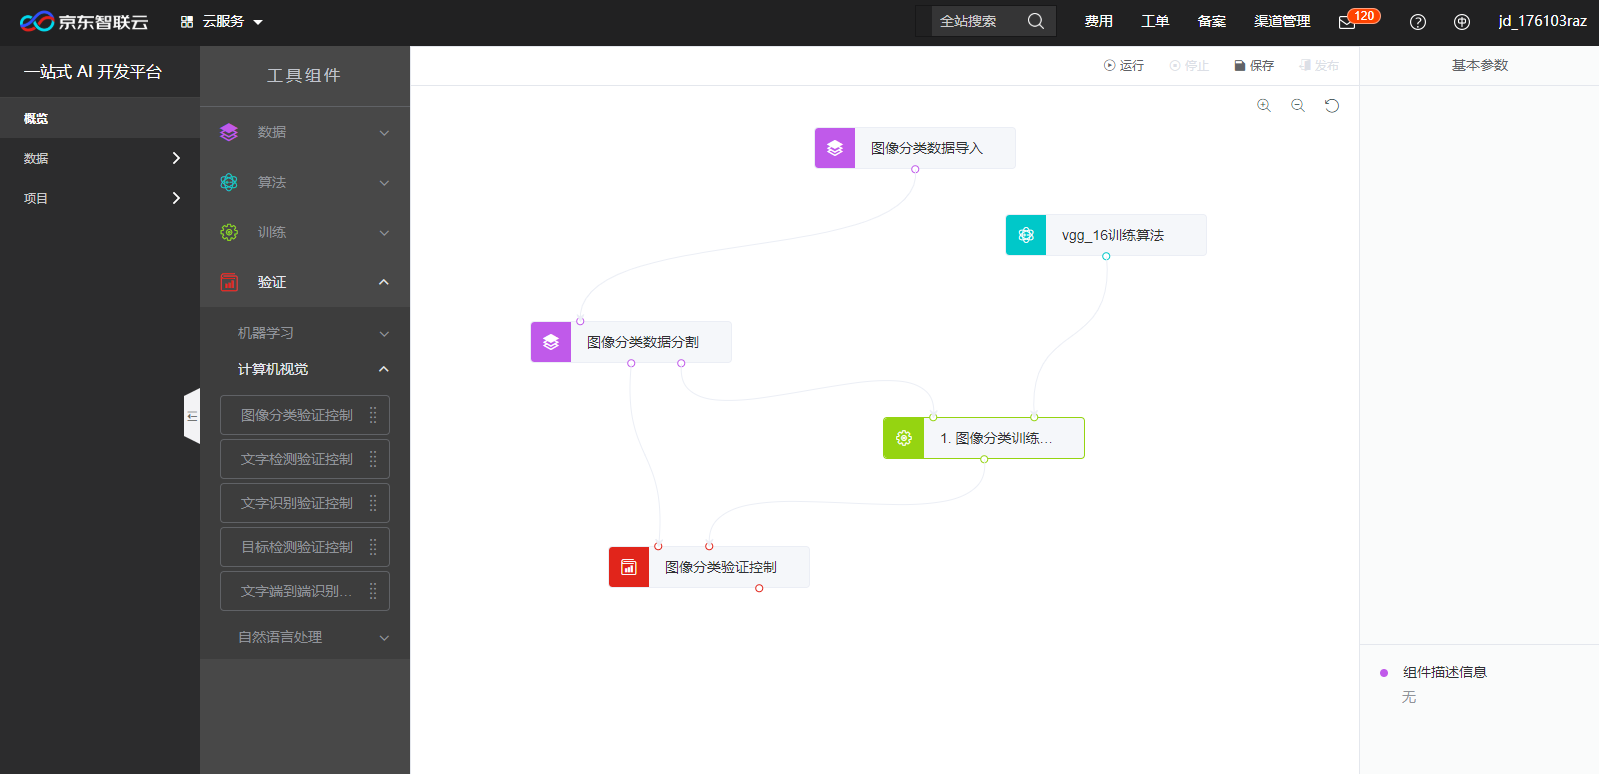 京东智联云
云服务
全站搜索
费用
工单
备案
渠道管理
120
jd_176103raz
一站式 AI 开发平台
概览
数据
项目
工具组件
数据
算法
训练
验证
机器学习
计算机视觉
图像分类验证控制
文字检测验证控制
文字识别验证控制
目标检测验证控制
文字端到端识别...
自然语言处理
运行
停止
保存
发布
图像分类数据导入
vgg_16训练算法
图像分类数据分割
1. 图像分类训练...
图像分类验证控制
基本参数
组件描述信息
无